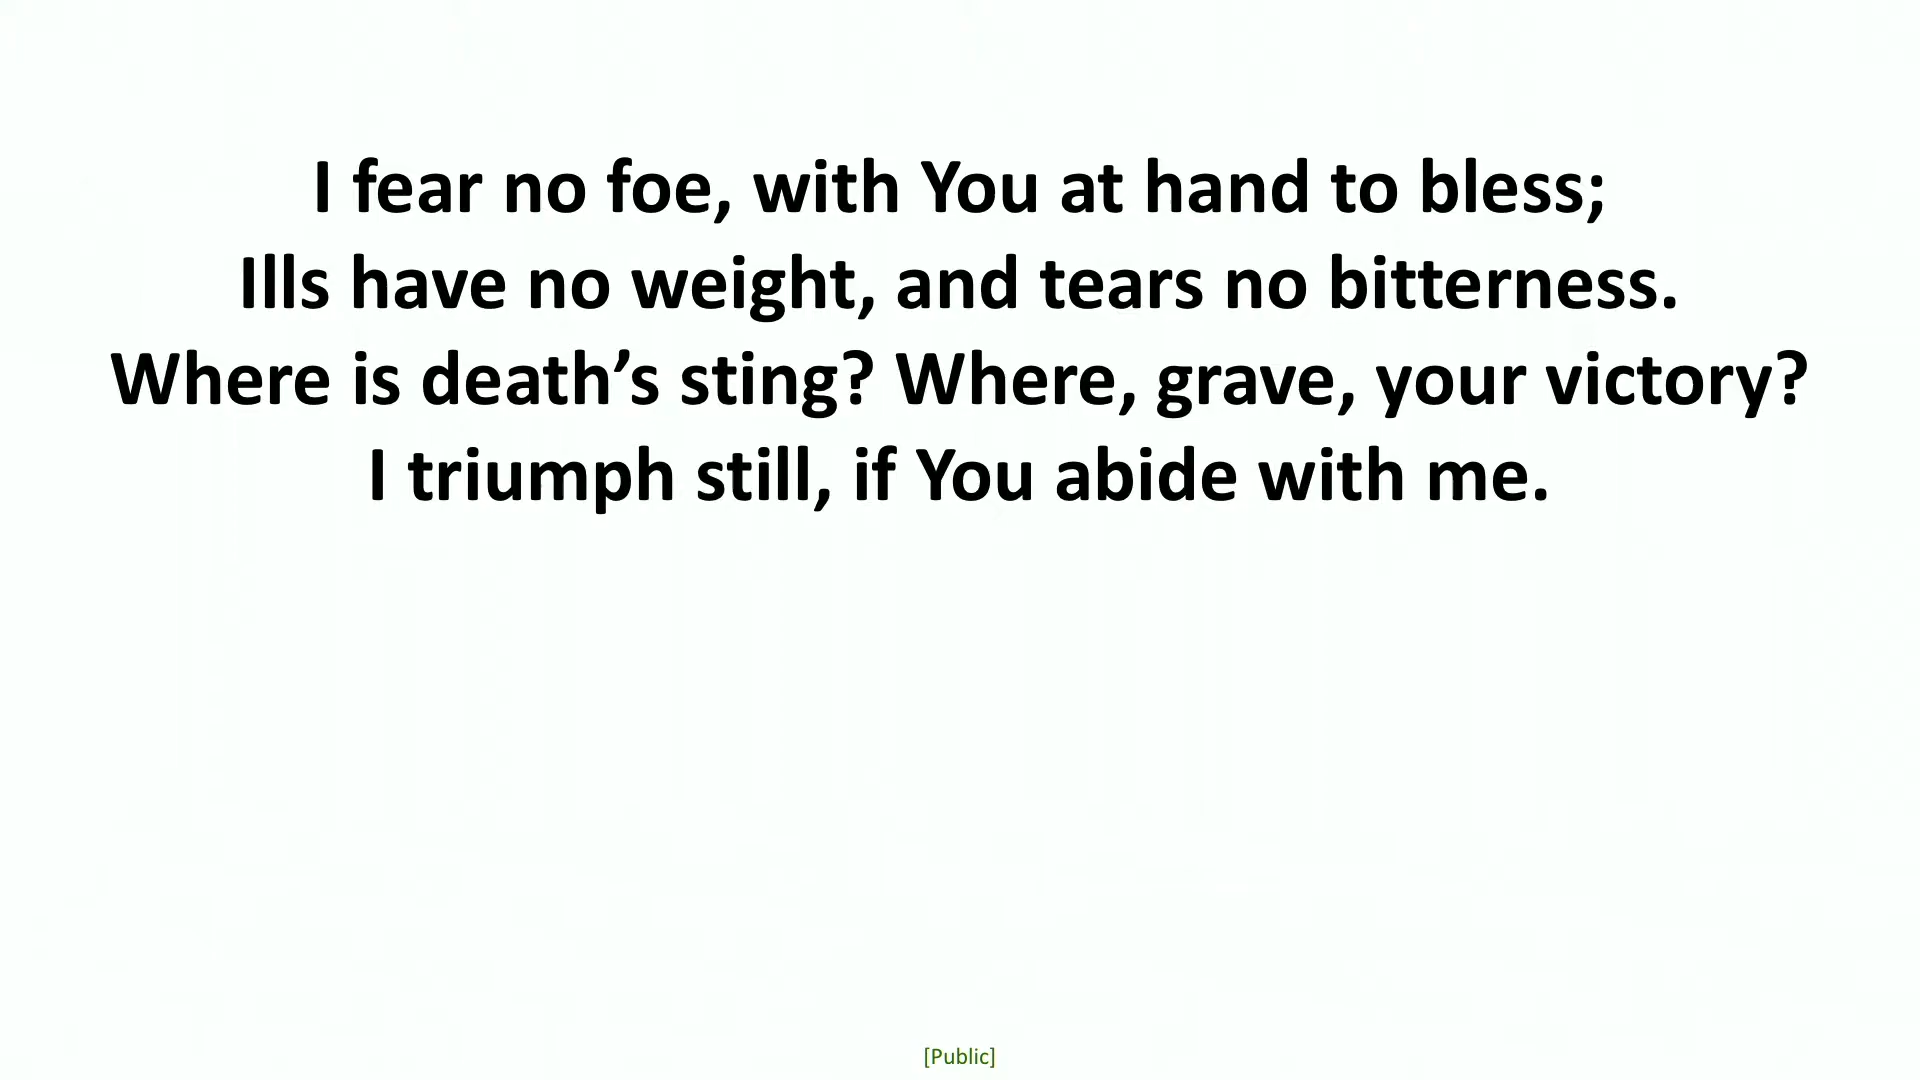 I fear no foe, with You at hand to bless;
Ills have no weight, and tears no bitterness.
Where is death’s sting? Where, grave, your victory?
I triumph still, if You abide with me.
[Public]